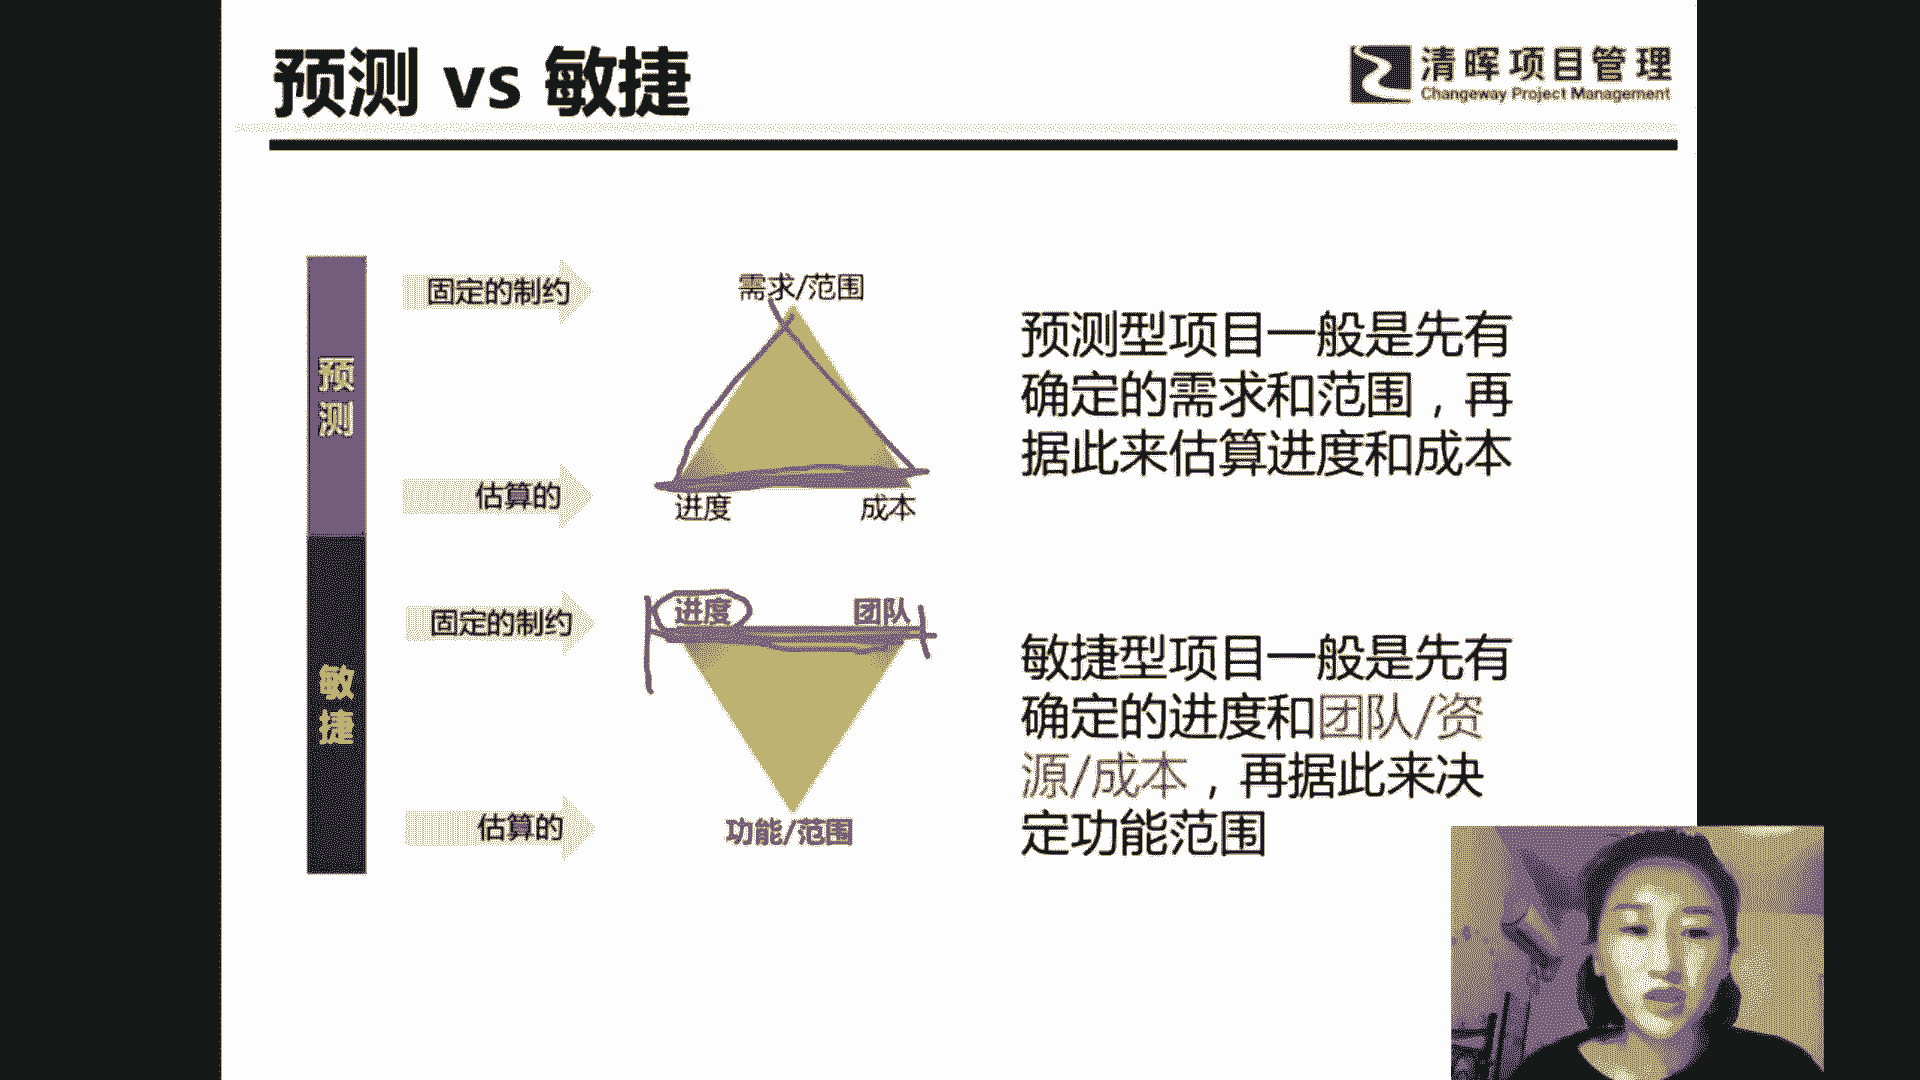 预测 vs 敏捷
清晖项目管理
Changeway Project Management
预测
固定的制约
需求/范围
估算的
进度
成本
预测型项目一般是先有
确定的需求和范围，再
据此来估算进度和成本
敏捷
固定的制约
进度
团队
估算的
功能/范围
敏捷型项目一般是先有
确定的进度和团队/资
源/成本，再据此来决
定功能范围